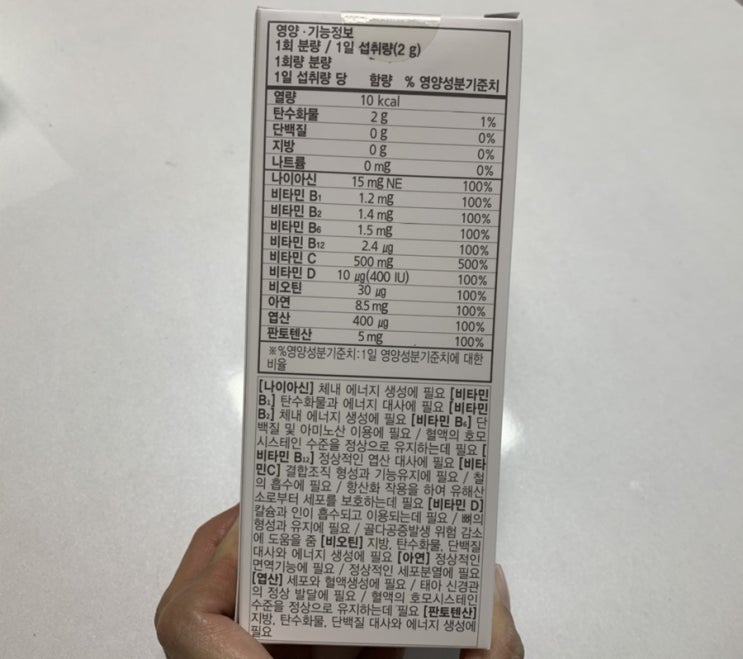 영양·기능정보
1회 분량 / 1일 섭취량(2 g)
1회량 분량
1일 섭취량 당 함량 % 영양성분기준치
열량 10 kcal
탄수화물 2 g 1%
단백질 0 g 0%
지방 0 g 0%
나트륨 0 mg 0%
나이아신 15 mg NE 100%
비타민 B1 1.2 mg 100%
비타민 B2 1.4 mg 100%
비타민 B6 1.5 mg 100%
비타민 B12 2.4 μg 100%
비타민 C 500 mg 500%
비타민 D 10 μg(400 IU) 100%
비오틴 30 μg 100%
아연 8.5 mg 100%
엽산 400 μg 100%
판토텐산 5 mg 100%
※%영양성분기준치:1일 영양성분기준치에 대한
비율
[나이아신] 체내 에너지 생성에 필요 [비타민
B1] 탄수화물과 에너지 대사에 필요 [비타민
B2] 체내 에너지 생성에 필요 [비타민 B6] 단
백질 및 아미노산 이용에 필요 / 혈액의 호모
시스테인 수준을 정상으로 유지하는데 필요 [
비타민 B12] 정상적인 엽산 대사에 필요 [비타
민C] 결합조직 형성과 기능유지에 필요 / 철
의 흡수에 필요 / 항산화 작용을 하여 유해산
소로부터 세포를 보호하는데 필요 [비타민 D]
칼슘과 인이 흡수되고 이용되는데 필요 / 뼈의
형성과 유지에 필요 / 골다공증발생 위험 감소
에 도움을 줌 [비오틴] 지방, 탄수화물, 단백질
대사와 에너지 생성에 필요 [아연] 정상적인
면역기능에 필요 / 정상적인 세포분열에 필요
[엽산] 세포와 혈액생성에 필요 / 태아 신경관
의 정상 발달에 필요 / 혈액의 호모시스테인
수준을 정상으로 유지하는데 필요 [판토텐산]
지방, 탄수화물, 단백질 대사와 에너지 생성에
필요